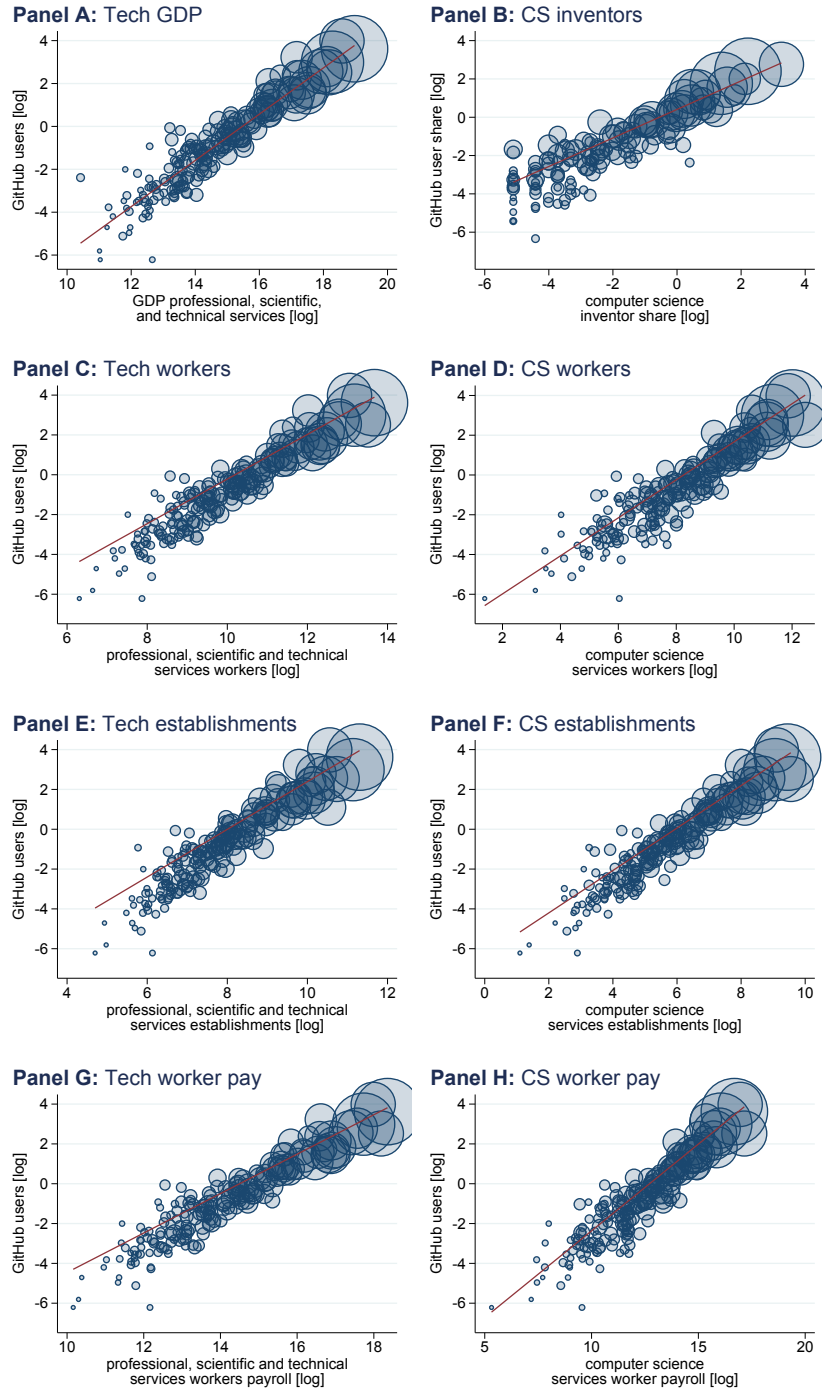 Panel A: Tech GDP
GitHub users [log]
4
2
0
-2
-4
-6
10 12 14 16 18 20
GDP professional, scientific,
and technical services [log]
Panel B: CS inventors
GitHub user share [log]
4
2
0
-2
-4
-6
-6 -4 -2 0 2 4
computer science
inventor share [log]
Panel C: Tech workers
GitHub users [log]
4
2
0
-2
-4
-6
6 8 10 12 14
professional, scientific and technical
services workers [log]
Panel D: CS workers
GitHub users [log]
4
2
0
-2
-4
-6
2 4 6 8 10 12
computer science
services workers [log]
Panel E: Tech establishments
GitHub users [log]
4
2
0
-2
-4
-6
4 6 8 10 12
professional, scientific and technical
services establishments [log]
Panel F: CS establishments
GitHub users [log]
4
2
0
-2
-4
-6
0 2 4 6 8 10
computer science
services establishments [log]
Panel G: Tech worker pay
GitHub users [log]
4
2
0
-2
-4
-6
10 12 14 16 18
professional, scientific and technical
services workers payroll [log]
Panel H: CS worker pay
GitHub users [log]
4
2
0
-2
-4
-6
5 10 15 20
computer science
services worker payroll [log]